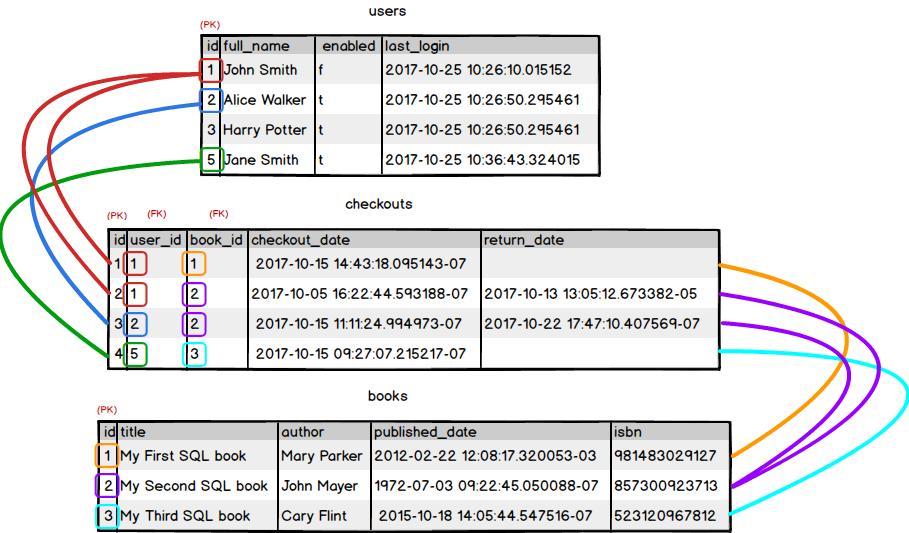 users
(PK)
id full_name enabled last_login
1 John Smith f 2017-10-25 10:26:10.015152
2 Alice Walker t 2017-10-25 10:26:50.295461
3 Harry Potter t 2017-10-25 10:26:50.295461
5 Jane Smith t 2017-10-25 10:36:43.324015
checkouts
(PK) (FK) (FK)
id user_id book_id checkout_date return_date
1 1 1 2017-10-15 14:43:18.095143-07
2 1 2 2017-10-05 16:22:44.593188-07 2017-10-13 13:05:12.673382-05
3 2 2 2017-10-15 11:11:24.994973-07 2017-10-22 17:47:10.407569-07
4 5 3 2017-10-15 09:27:07.215217-07
books
(PK)
id title author published_date isbn
1 My First SQL book Mary Parker 2012-02-22 12:08:17.320053-03 981483029127
2 My Second SQL book John Mayer 1972-07-03 09:22:45.050088-07 857300923713
3 My Third SQL book Cary Flint 2015-10-18 14:05:44.547516-07 523120967812